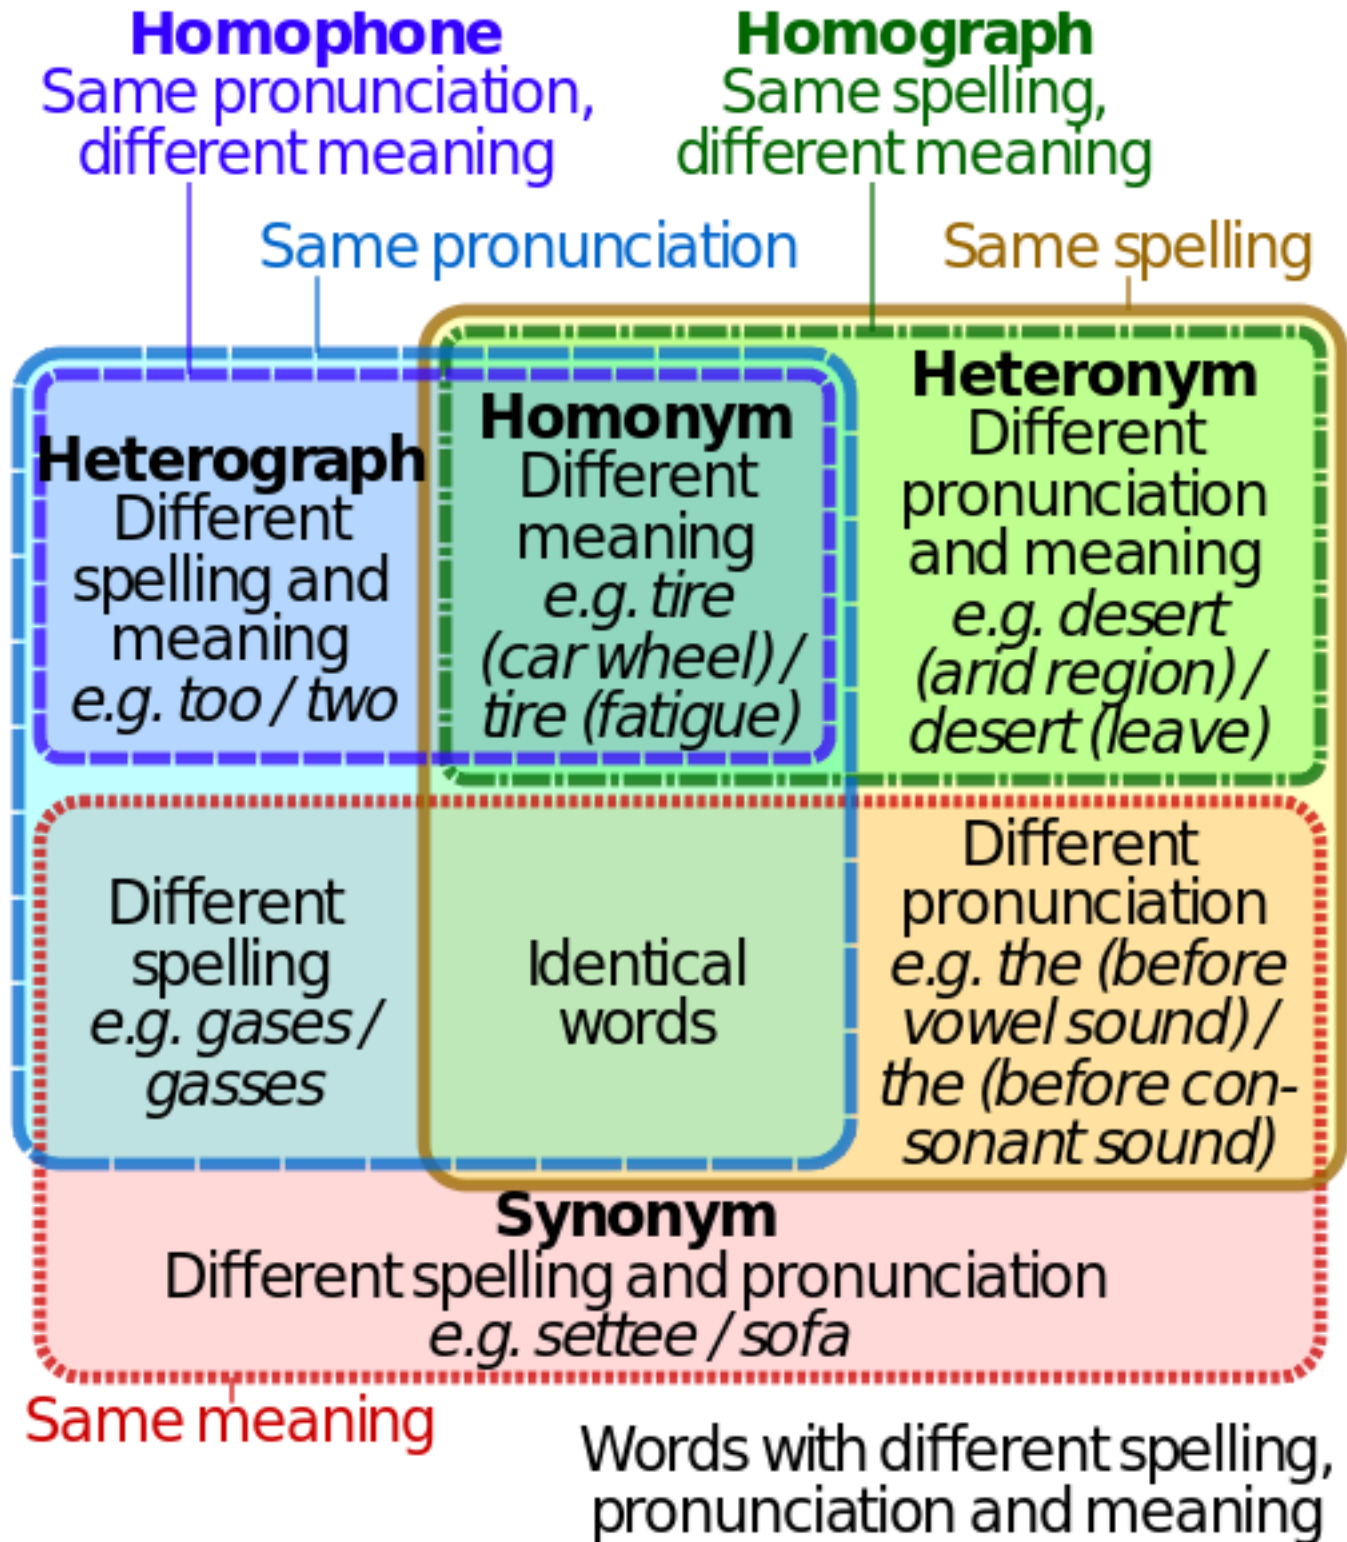 Homophone
Same pronunciation,
different meaning
Homograph
Same spelling,
different meaning
Same pronunciation
Same spelling
Heterograph
Different
spelling and
meaning
e.g. too / two
Homonym
Different
meaning
e.g. tire
(car wheel) /
tire (fatigue)
Heteronym
Different
pronunciation
and meaning
e.g. desert
(arid region) /
desert (leave)
Different
spelling
e.g. gases /
gasses
Identical
words
Different
pronunciation
e.g. the (before
vowel sound) /
the (before con-
sonant sound)
Synonym
Different spelling and pronunciation
e.g. settee / sofa
Same meaning
Words with different spelling,
pronunciation and meaning